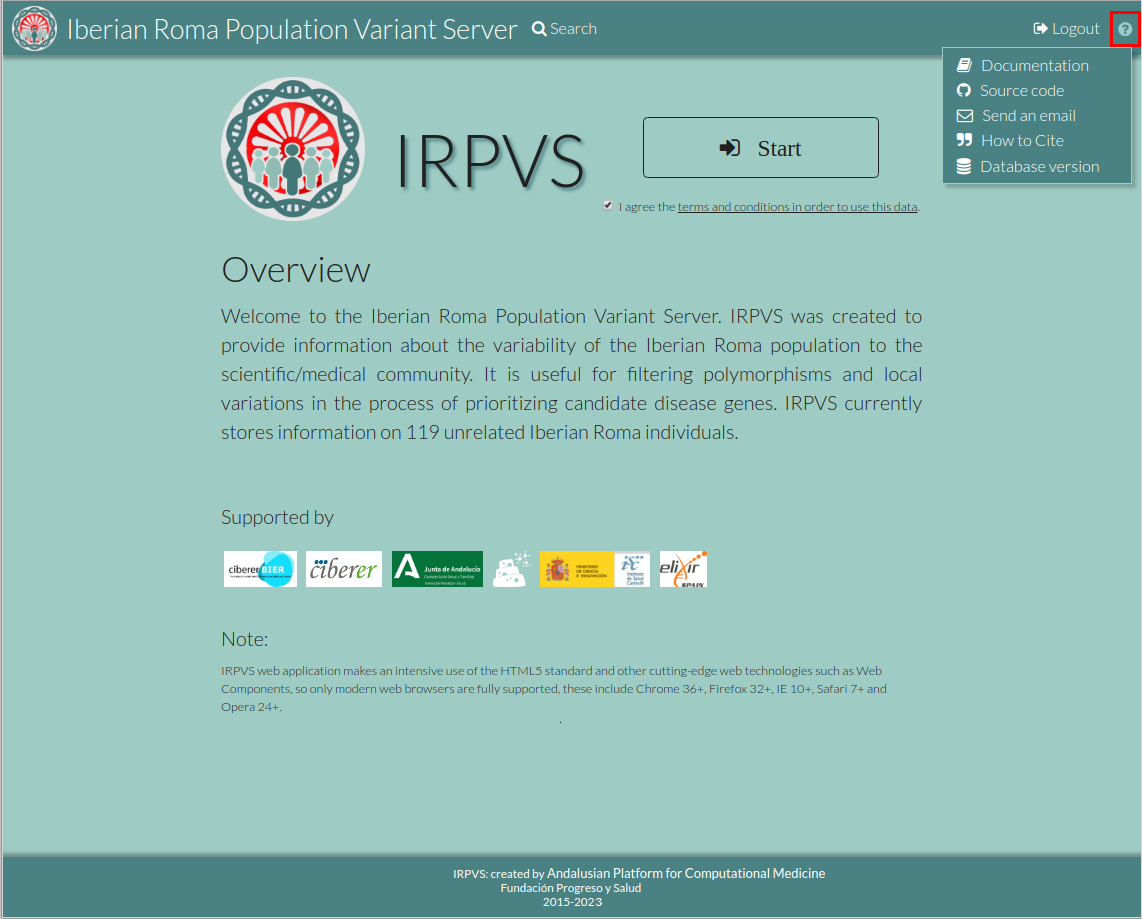 Iberian Roma Population Variant Server Search Logout
Documentation
Source code
Send an email
How to Cite
Database version
IRPVS
Start
I agree the terms and conditions in order to use this data.
Overview
Welcome to the Iberian Roma Population Variant Server. IRPVS was created to
provide information about the variability of the Iberian Roma population to the
scientific/medical community. It is useful for filtering polymorphisms and local
variations in the process of prioritizing candidate disease genes. IRPVS currently
stores information on 119 unrelated Iberian Roma individuals.
Supported by
ciberer BIER
ciberer
Junta de Andalucía
Consejería de Salud y Familias
FUNDACIÓN PROGRESO Y SALUD
MINISTERIO
DE CIENCIA
E INNOVACIÓN
Instituto
de Salud
Carlos III
elixir
SPAIN
Note:
IRPVS web application makes an intensive use of the HTML5 standard and other cutting-edge web technologies such as Web
Components, so only modern web browsers are fully supported, these include Chrome 36+, Firefox 32+, IE 10+, Safari 7+ and
Opera 24+.
.
IRPVS: created by Andalusian Platform for Computational Medicine
Fundación Progreso y Salud
2015-2023